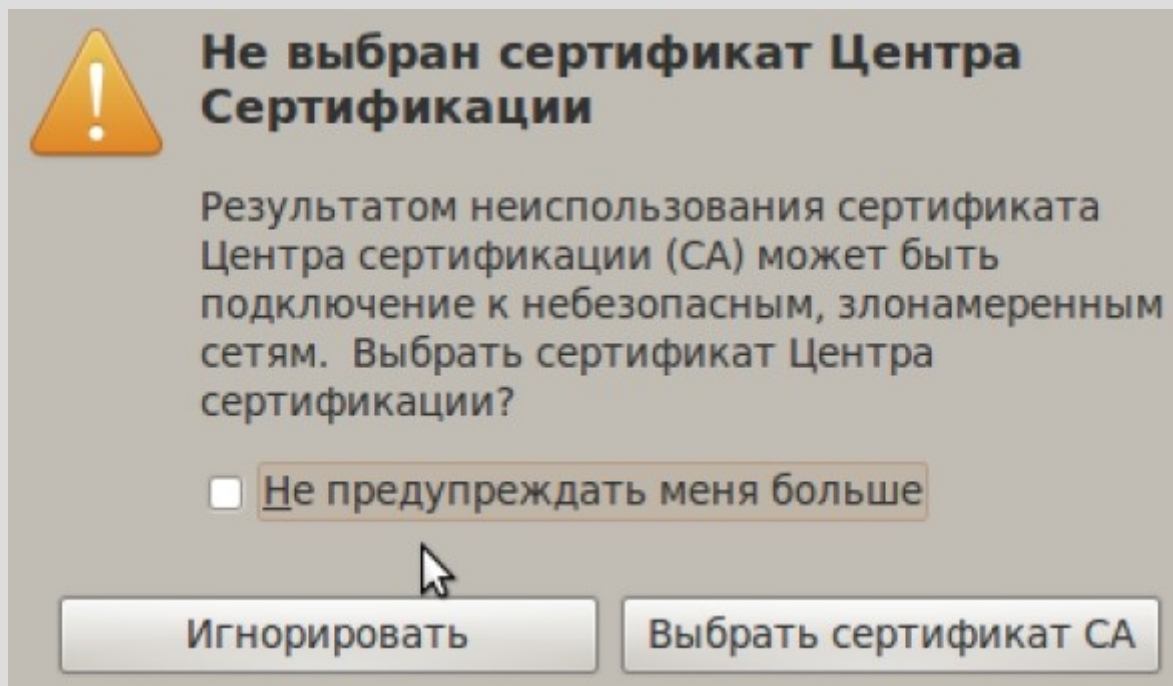 Не выбран сертификат Центра
Сертификации
Результатом неиспользования сертификата
Центра сертификации (CA) может быть
подключение к небезопасным, злонамеренным
сетям.  Выбрать сертификат Центра
сертификации?
Не предупреждать меня больше
Игнорировать
Выбрать сертификат CA